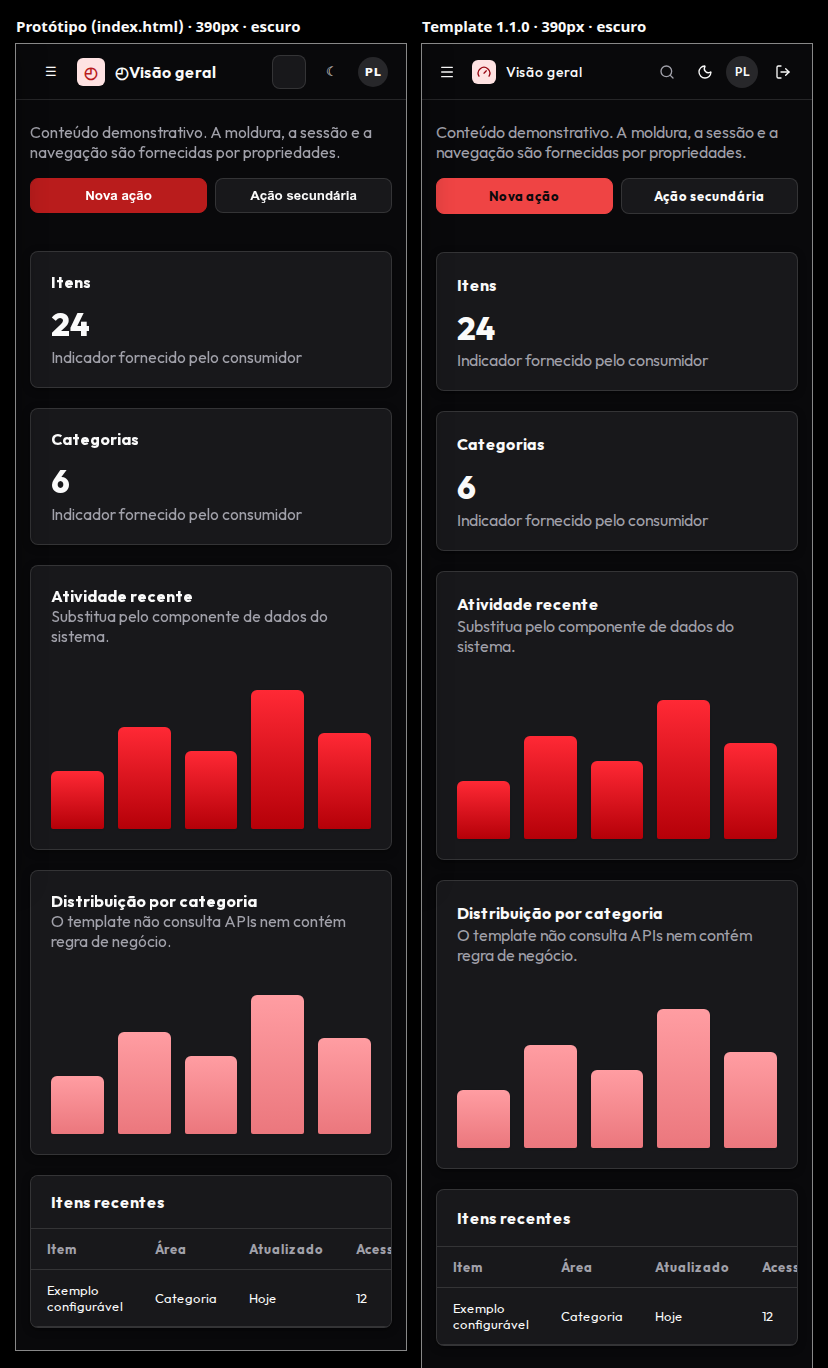 Protótipo (index.html) · 390px · escuro
☰ ◴ ◴Visão geral ☾ PL
Conteúdo demonstrativo. A moldura, a sessão e a
navegação são fornecidas por propriedades.
Nova ação Ação secundária
Itens
24
Indicador fornecido pelo consumidor
Categorias
6
Indicador fornecido pelo consumidor
Atividade recente
Substitua pelo componente de dados do
sistema.
Distribuição por categoria
O template não consulta APIs nem contém
regra de negócio.
Itens recentes
Item Área Atualizado Acess
Exemplo
configurável Categoria Hoje 12
Template 1.1.0 · 390px · escuro
Visão geral PL
Conteúdo demonstrativo. A moldura, a sessão e a
navegação são fornecidas por propriedades.
Nova ação Ação secundária
Itens
24
Indicador fornecido pelo consumidor
Categorias
6
Indicador fornecido pelo consumidor
Atividade recente
Substitua pelo componente de dados do
sistema.
Distribuição por categoria
O template não consulta APIs nem contém
regra de negócio.
Itens recentes
Item Área Atualizado Acess
Exemplo
configurável Categoria Hoje 12